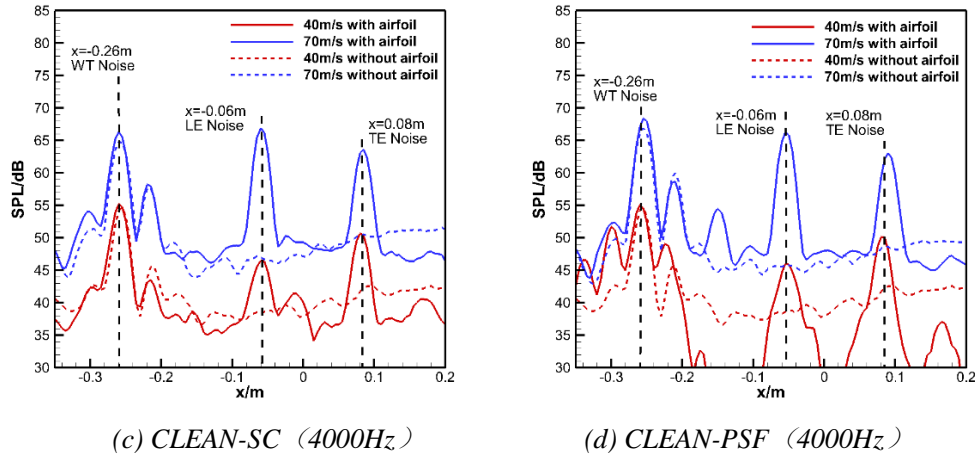 85
80
75
70
65
60
55
50
45
40
35
30
SPL/dB
40m/s with airfoil
70m/s with airfoil
40m/s without airfoil
70m/s without airfoil
x=-0.26m
WT Noise
x=-0.06m
LE Noise
x=0.08m
TE Noise
-0.3 -0.2 -0.1 0 0.1 0.2
x/m
(c) CLEAN-SC（4000Hz）
85
80
75
70
65
60
55
50
45
40
35
30
SPL/dB
40m/s with airfoil
70m/s with airfoil
40m/s without airfoil
70m/s without airfoil
x=-0.26m
WT Noise
x=-0.06m
LE Noise
x=0.08m
TE Noise
-0.3 -0.2 -0.1 0 0.1 0.2
x/m
(d) CLEAN-PSF（4000Hz）